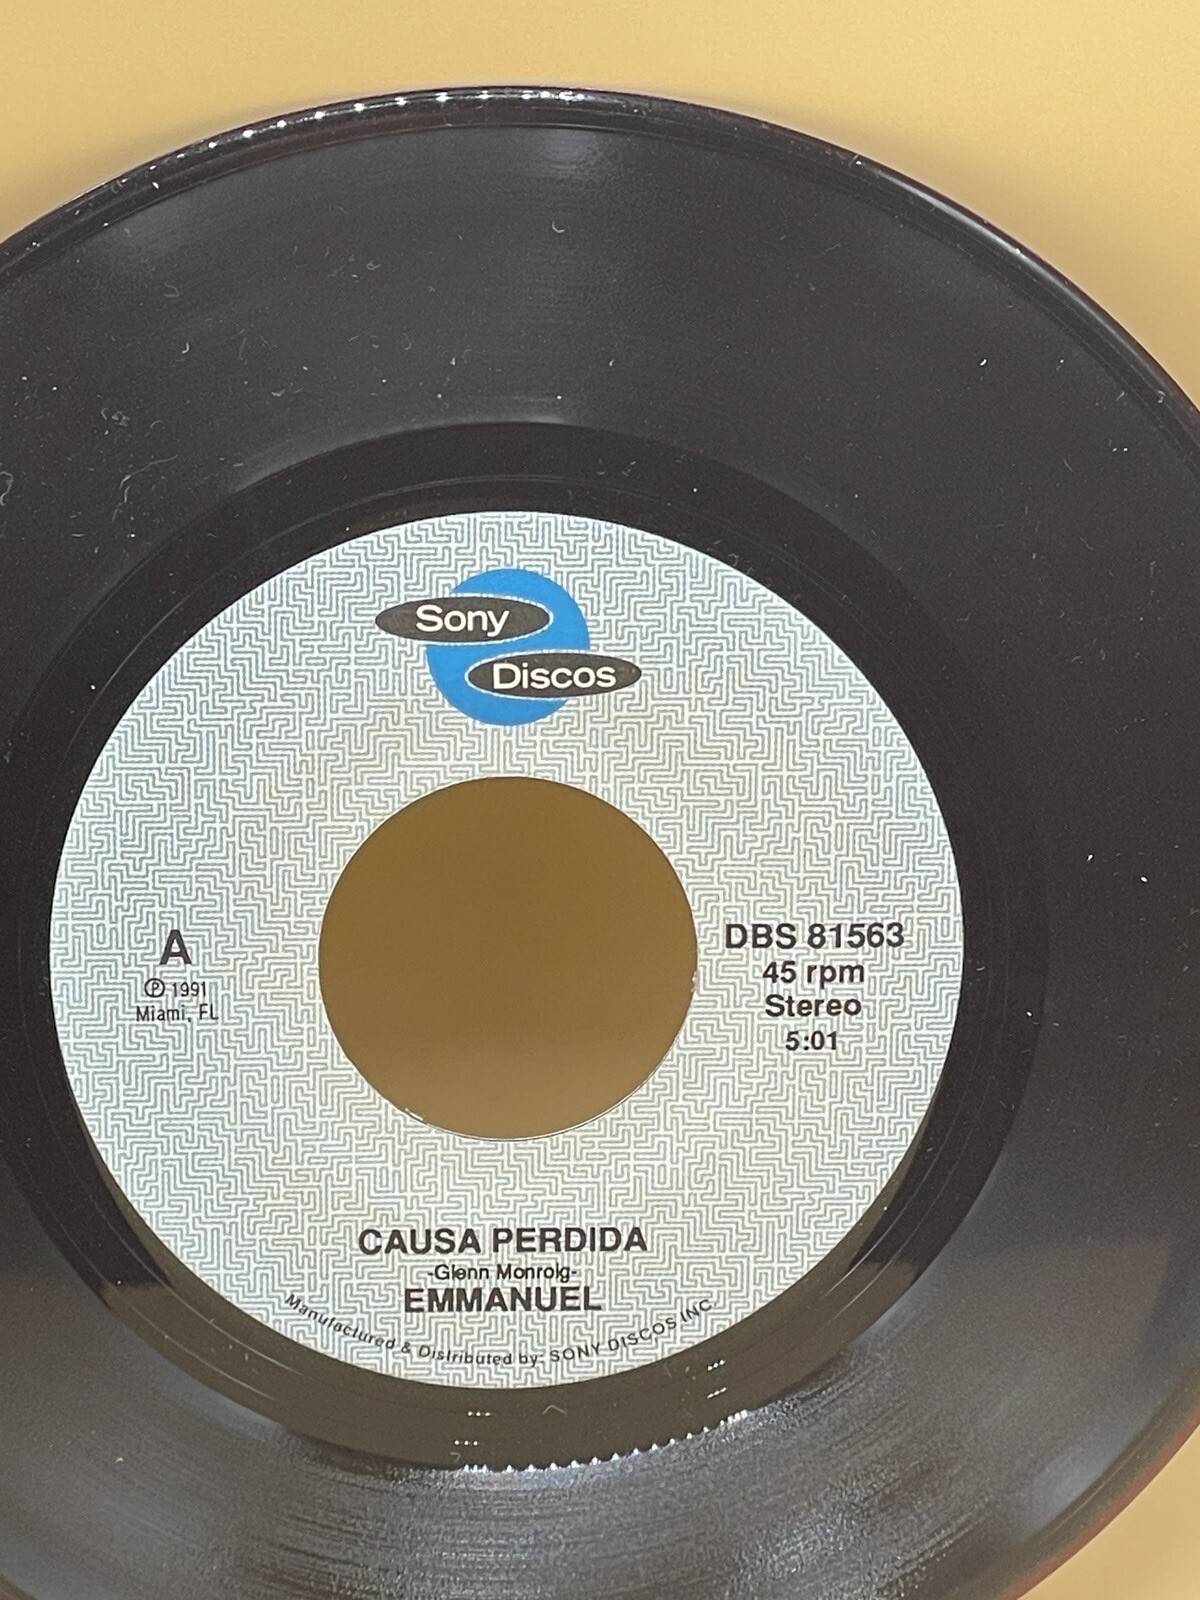 Sony
Discos
A
℗ 1991
Miami, FL
DBS 81563
45 rpm
Stereo
5:01
CAUSA PERDIDA
-Glenn Monroig-
EMMANUEL
Manufactured & Distributed by- SONY DISCOS INC.